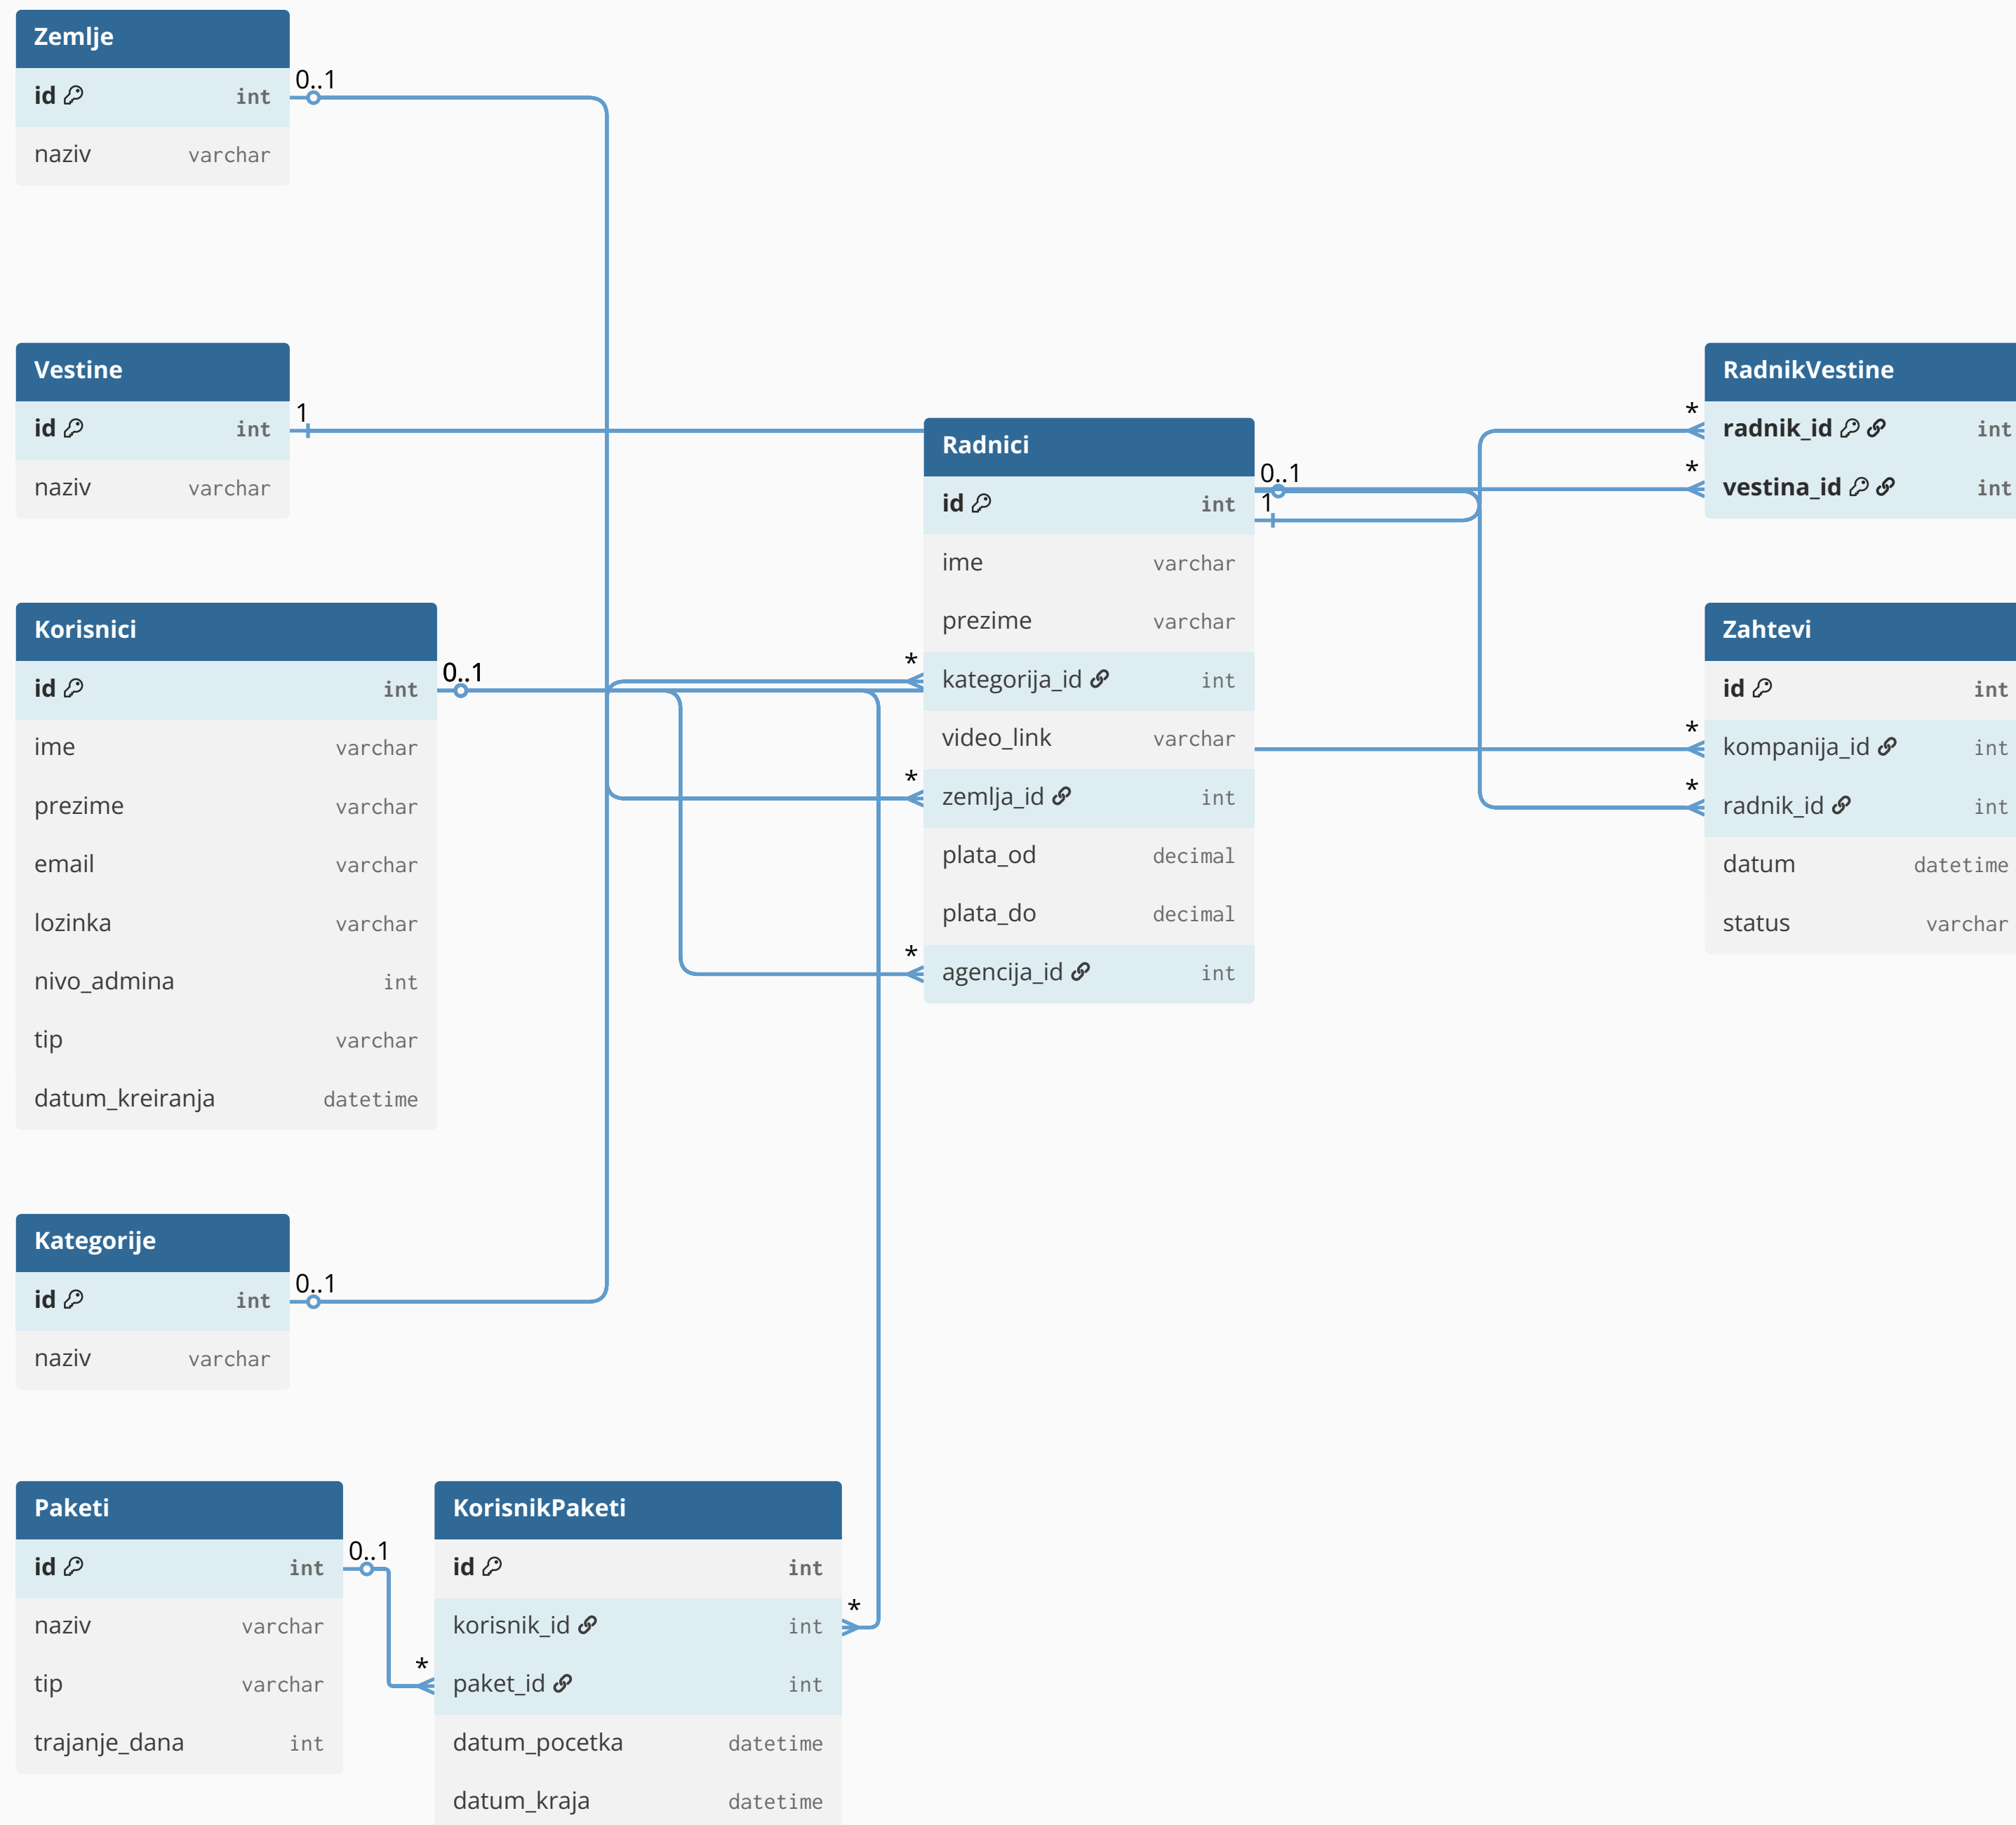 Zemlje
id int
naziv varchar
0..1
Vestine
id int
naziv varchar
1
Korisnici
id int
ime varchar
prezime varchar
email varchar
lozinka varchar
nivo_admina int
tip varchar
datum_kreiranja datetime
0..1
Kategorije
id int
naziv varchar
0..1
Paketi
id int
naziv varchar
tip varchar
trajanje_dana int
0..1
*
KorisnikPaketi
id int
korisnik_id int
paket_id int
datum_pocetka datetime
datum_kraja datetime
*
Radnici
id int
ime varchar
prezime varchar
kategorija_id int
video_link varchar
zemlja_id int
plata_od decimal
plata_do decimal
agencija_id int
*
*
*
0..1
1
RadnikVestine
radnik_id int
vestina_id int
*
*
Zahtevi
id int
kompanija_id int
radnik_id int
datum datetime
status varchar
*
*